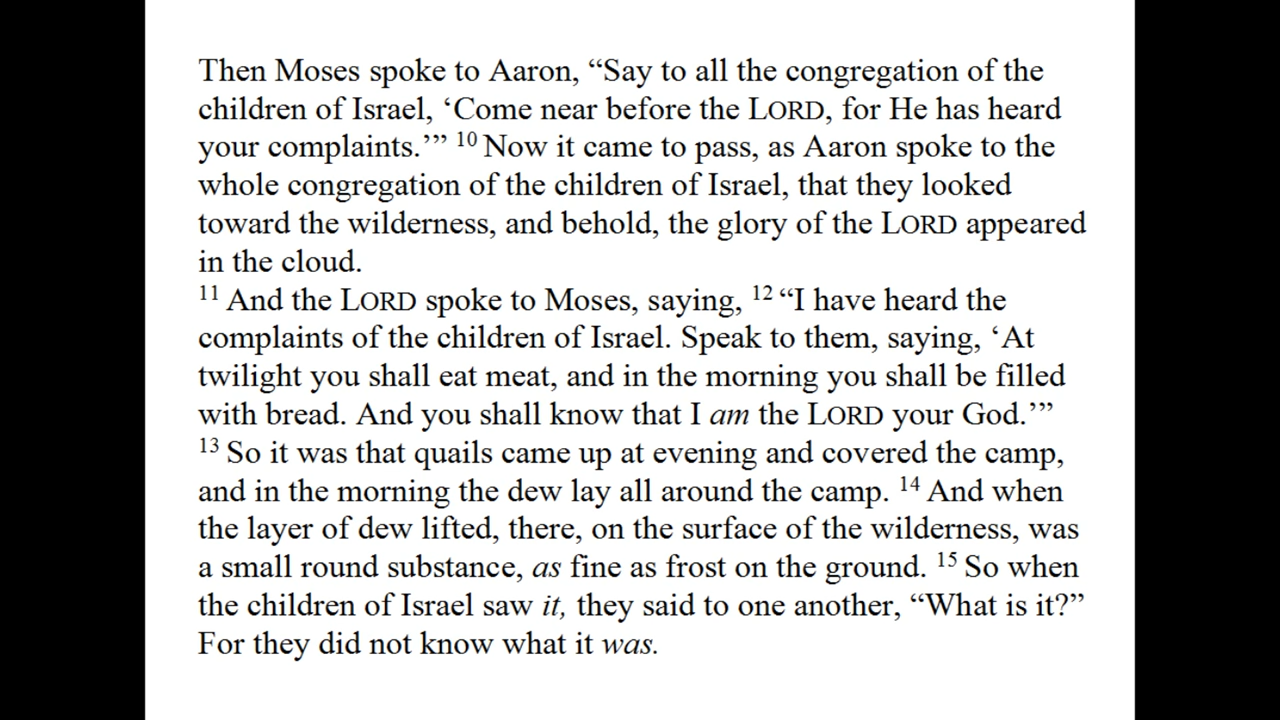 Then Moses spoke to Aaron, “Say to all the congregation of the
children of Israel, ‘Come near before the LORD, for He has heard
your complaints.’” 10 Now it came to pass, as Aaron spoke to the
whole congregation of the children of Israel, that they looked
toward the wilderness, and behold, the glory of the LORD appeared
in the cloud.
11 And the LORD spoke to Moses, saying, 12 “I have heard the
complaints of the children of Israel. Speak to them, saying, ‘At
twilight you shall eat meat, and in the morning you shall be filled
with bread. And you shall know that I am the LORD your God.’”
13 So it was that quails came up at evening and covered the camp,
and in the morning the dew lay all around the camp. 14 And when
the layer of dew lifted, there, on the surface of the wilderness, was
a small round substance, as fine as frost on the ground. 15 So when
the children of Israel saw it, they said to one another, “What is it?”
For they did not know what it was.